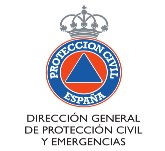 PROTECCION CIVIL
ESPAÑA
DIRECCIÓN GENERAL
DE PROTECCIÓN CIVIL
Y EMERGENCIAS